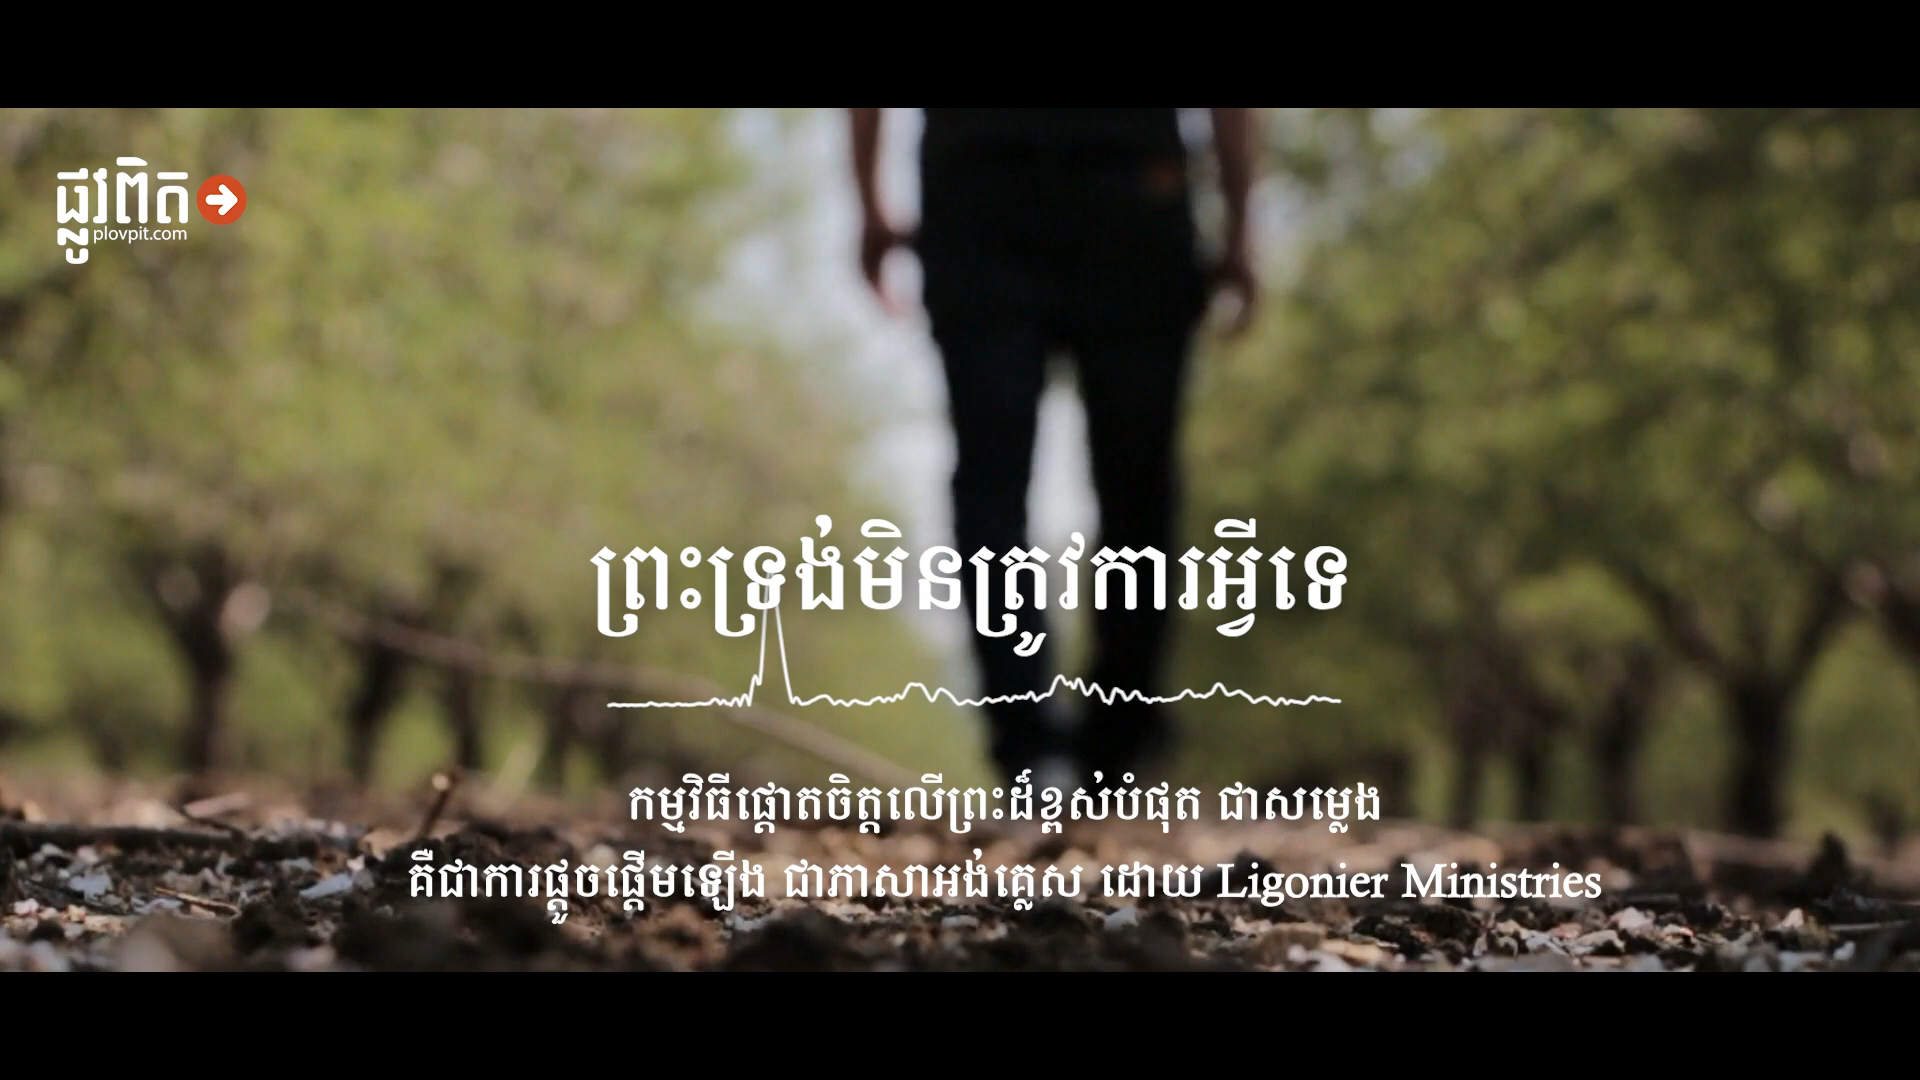 ផ្លូវពិត
plovpit.com
ព្រះទ្រង់មិនត្រូវការអ្វីទេ
កម្មវិធីផ្ដោតចិត្តលើព្រះដ៏ខ្ពស់បំផុត ជាសម្លេង
គឺជាការផ្ដួចផ្ដើមឡើង ជាភាសាអង់គ្លេស ដោយ Ligonier Ministries